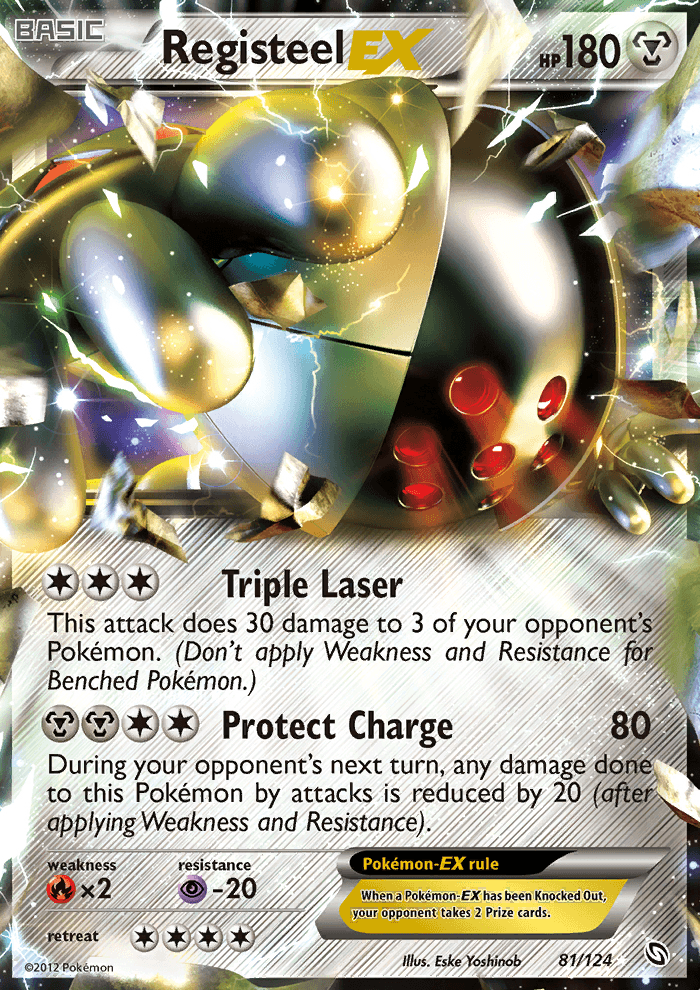 BASIC
Registeel EX
HP180
Triple Laser
This attack does 30 damage to 3 of your opponent's
Pokémon. (Don't apply Weakness and Resistance for
Benched Pokémon.)
Protect Charge 80
During your opponent's next turn, any damage done
to this Pokémon by attacks is reduced by 20 (after
applying Weakness and Resistance).
weakness
×2
resistance
-20
retreat
Pokémon-EX rule
When a Pokémon-EX has been Knocked Out,
your opponent takes 2 Prize cards.
©2012 Pokémon
Illus. Eske Yoshinob
81/124